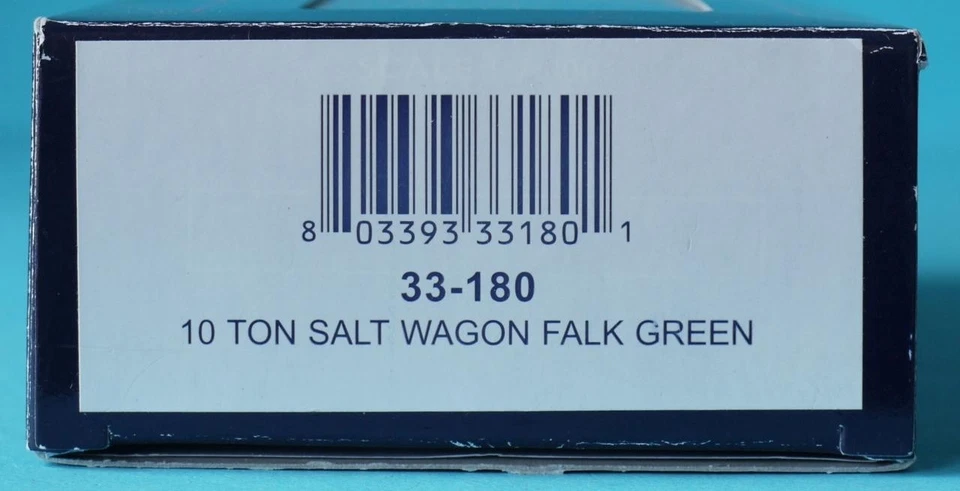 8 03393 33180 1
33-180
10 TON SALT WAGON FALK GREEN